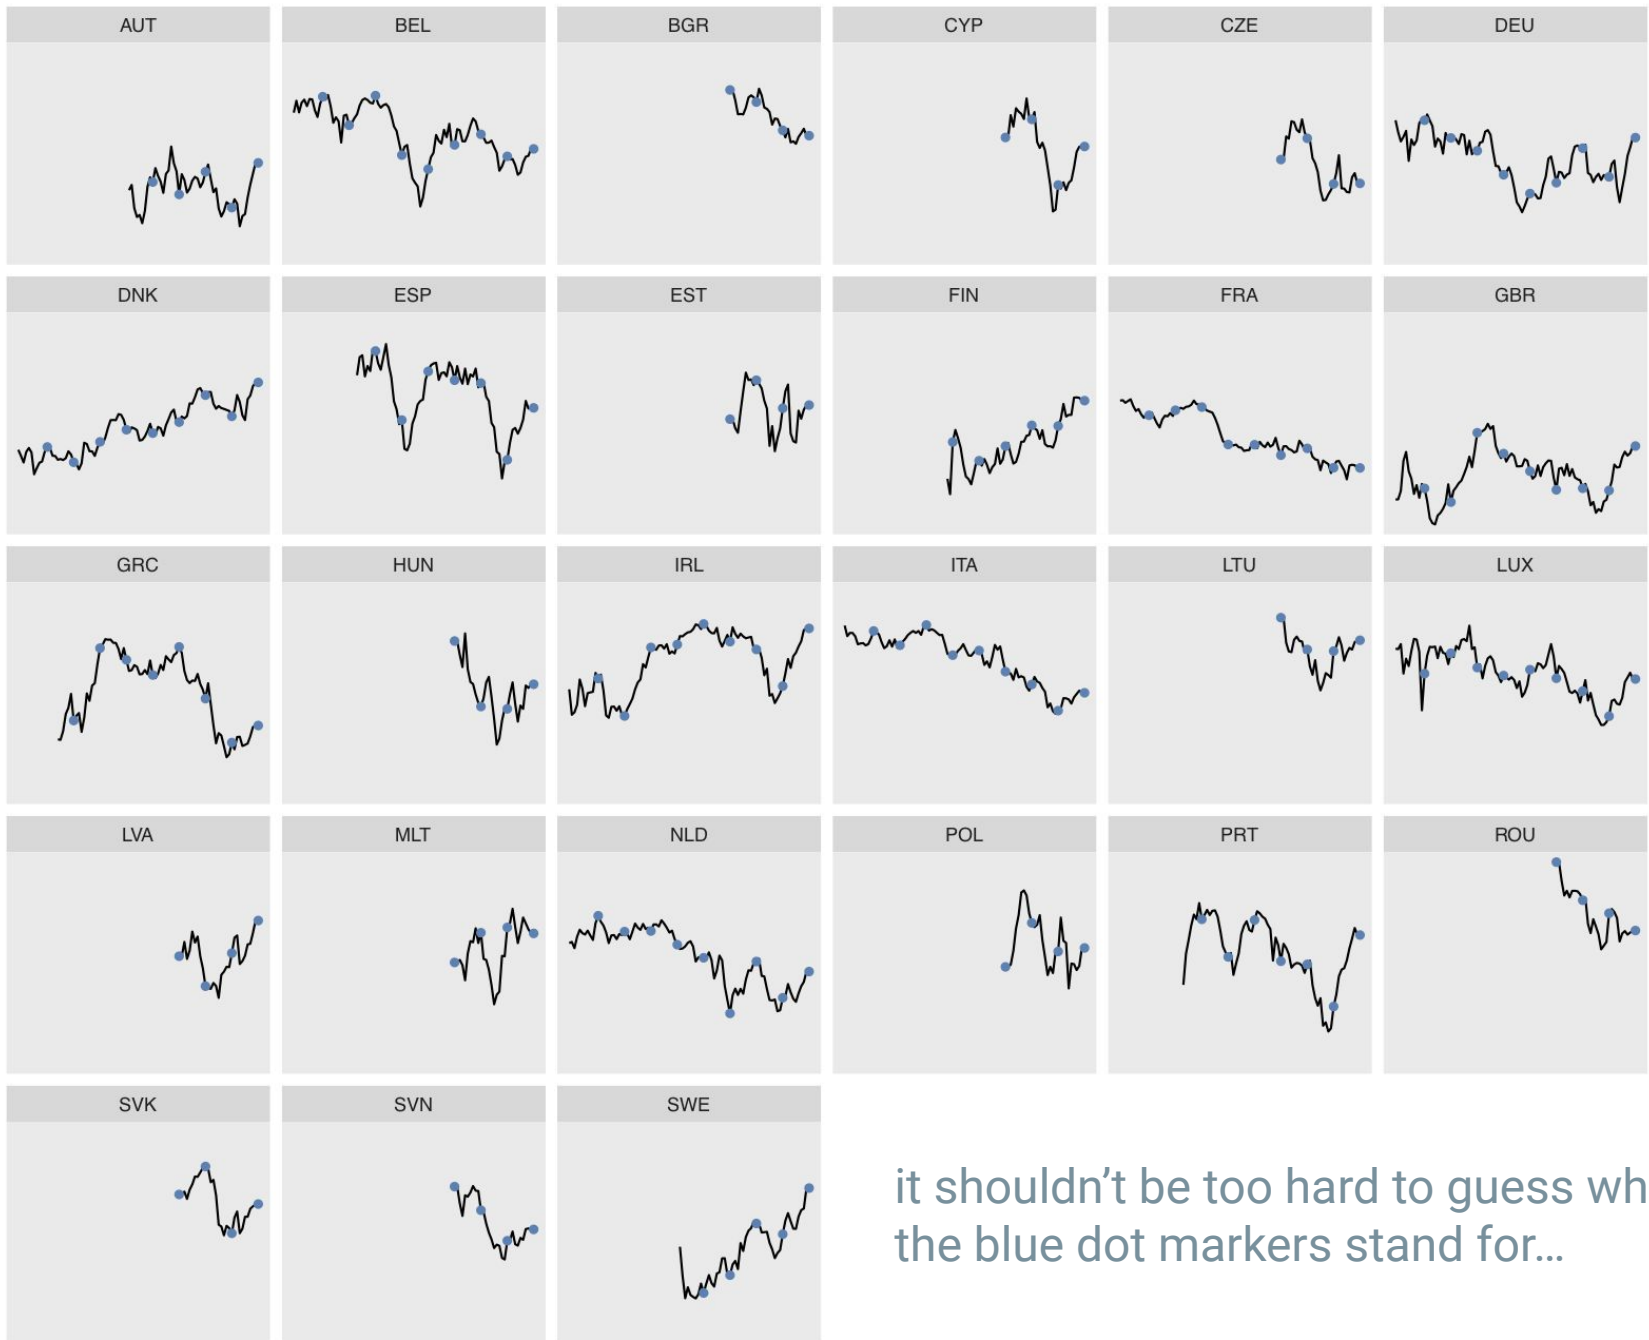 AUT
BEL
BGR
CYP
CZE
DEU
DNK
ESP
EST
FIN
FRA
GBR
GRC
HUN
IRL
ITA
LTU
LUX
LVA
MLT
NLD
POL
PRT
ROU
SVK
SVN
SWE
it shouldn’t be too hard to guess wh
the blue dot markers stand for...